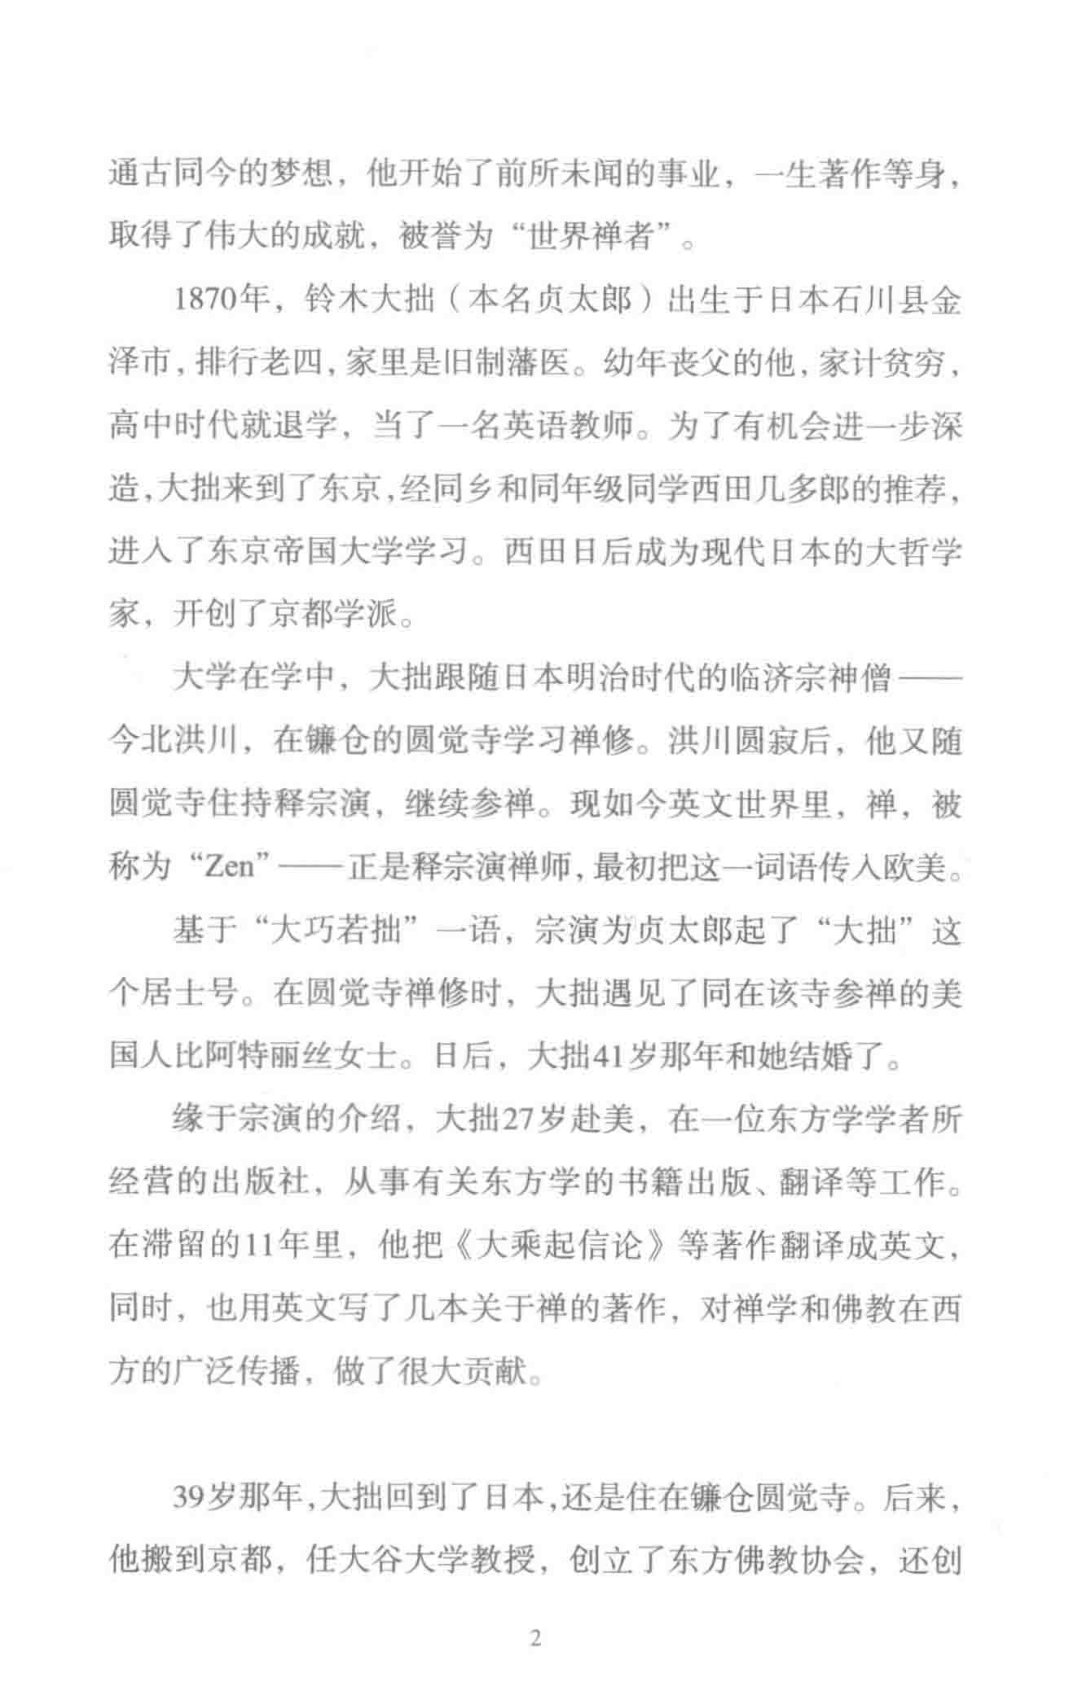 通古同今的梦想，他开始了前所未闻的事业，一生著作等身，
取得了伟大的成就，被誉为“世界禅者”。
1870年，铃木大拙（本名贞太郎）出生于日本石川县金
泽市，排行老四，家里是旧制藩医。幼年丧父的他，家计贫穷，
高中时代就退学，当了一名英语教师。为了有机会进一步深
造，大拙来到了东京，经同乡和同年级同学西田几多郎的推荐，
进入了东京帝国大学学习。西田日后成为现代日本的大哲学
家，开创了京都学派。
大学在学中，大拙跟随日本明治时代的临济宗神僧——
今北洪川，在镰仓的圆觉寺学习禅修。洪川圆寂后，他又随
圆觉寺住持释宗演，继续参禅。现如今英文世界里，禅，被
称为“Zen”——正是释宗演禅师，最初把这一词语传入欧美。
基于“大巧若拙”一语，宗演为贞太郎起了“大拙”这
个居士号。在圆觉寺禅修时，大拙遇见了同在该寺参禅的美
国人比阿特丽丝女士。日后，大拙41岁那年和她结婚了。
缘于宗演的介绍，大拙27岁赴美，在一位东方学学者所
经营的出版社，从事有关东方学的书籍出版、翻译等工作。
在滞留的11年里，他把《大乘起信论》等著作翻译成英文，
同时，也用英文写了几本关于禅的著作，对禅学和佛教在西
方的广泛传播，做了很大贡献。
39岁那年，大拙回到了日本，还是住在镰仓圆觉寺。后来，
他搬到京都，任大谷大学教授，创立了东方佛教协会，还创
2